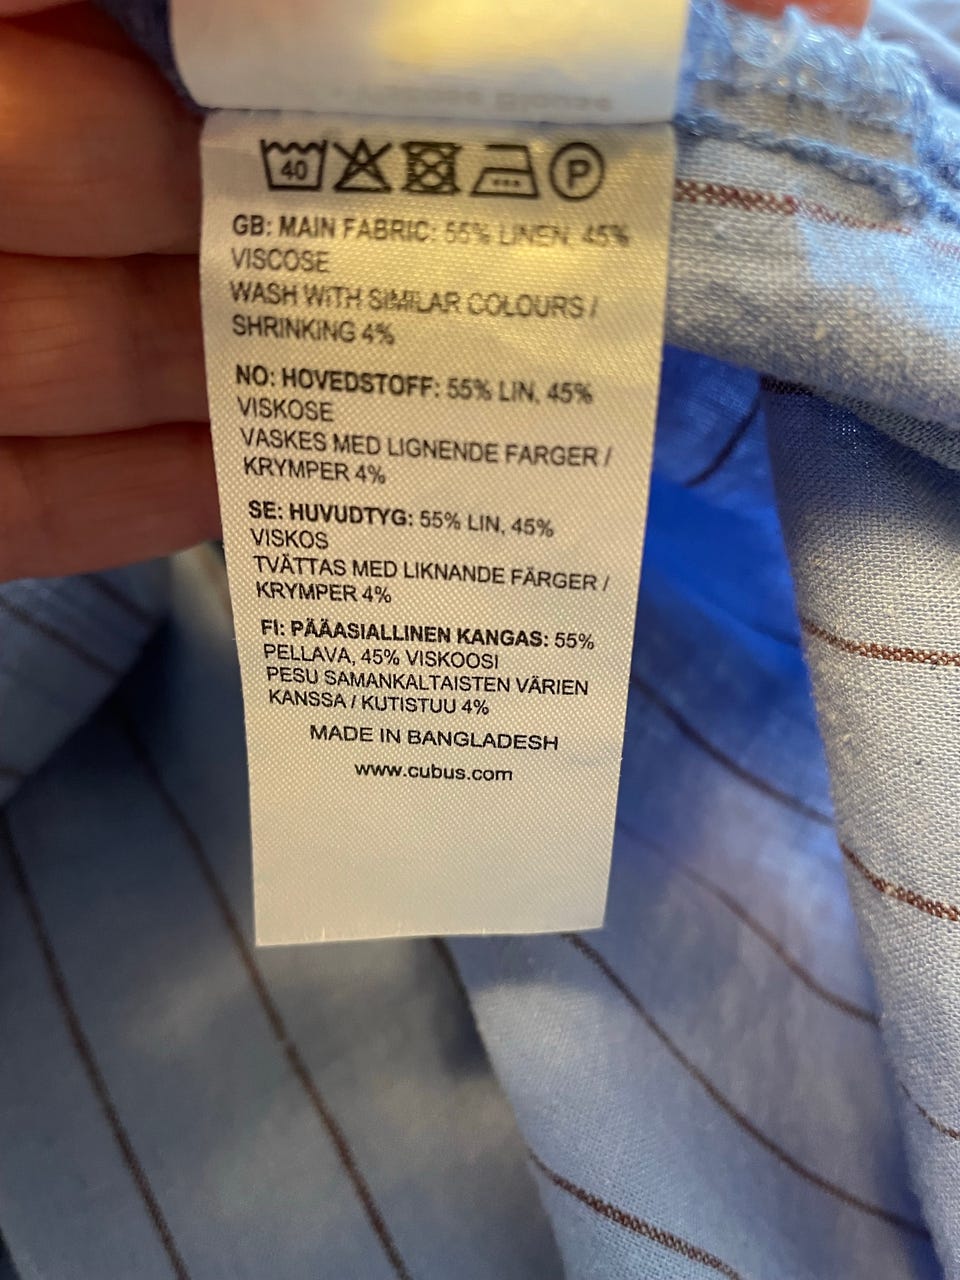 40 P
GB: MAIN FABRIC: 55% LINEN, 45%
VISCOSE
WASH WITH SIMILAR COLOURS /
SHRINKING 4%
NO: HOVEDSTOFF: 55% LIN, 45%
VISKOSE
VASKES MED LIGNENDE FARGER /
KRYMPER 4%
SE: HUVUDTYG: 55% LIN, 45%
VISKOS
TVÄTTAS MED LIKNANDE FÄRGER /
KRYMPER 4%
FI: PÄÄASIALLINEN KANGAS: 55%
PELLAVA, 45% VISKOOSI
PESU SAMANKALTAISTEN VÄRIEN
KANSSA / KUTISTUU 4%
MADE IN BANGLADESH
www.cubus.com